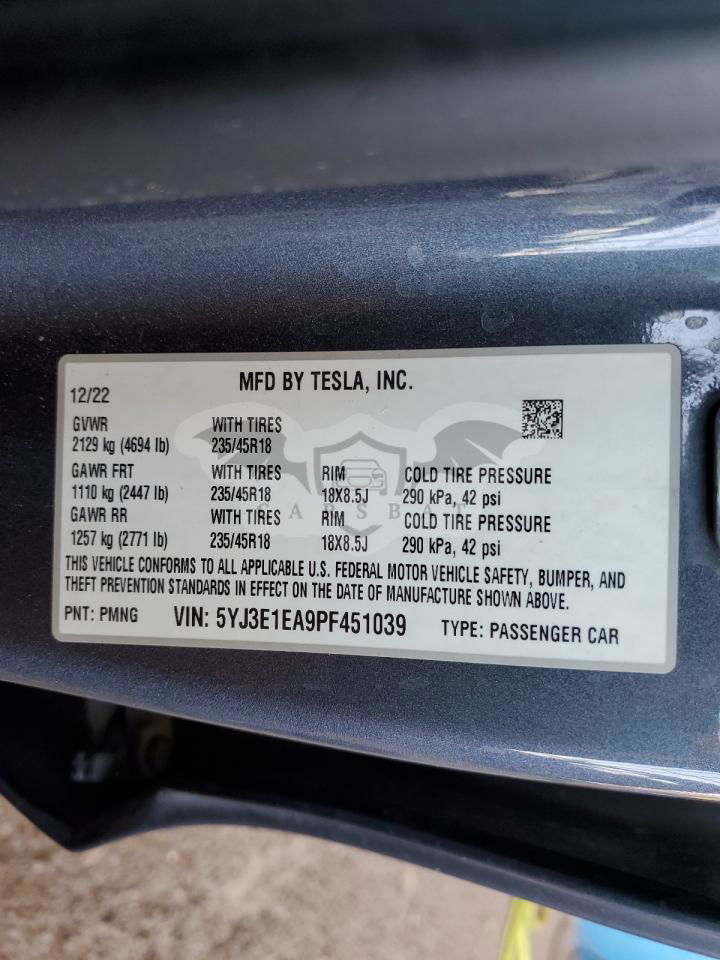 MFD BY TESLA, INC.
12/22
GVWR WITH TIRES
2129 kg (4694 lb) 235/45R18
GAWR FRT WITH TIRES RIM COLD TIRE PRESSURE
1110 kg (2447 lb) 235/45R18 18X8.5J 290 kPa, 42 psi
CARSBAT
GAWR RR WITH TIRES RIM COLD TIRE PRESSURE
1257 kg (2771 lb) 235/45R18 18X8.5J 290 kPa, 42 psi
THIS VEHICLE CONFORMS TO ALL APPLICABLE U.S. FEDERAL MOTOR VEHICLE SAFETY, BUMPER, AND
THEFT PREVENTION STANDARDS IN EFFECT ON THE DATE OF MANUFACTURE SHOWN ABOVE.
PNT: PMNG VIN: 5YJ3E1EA9PF451039 TYPE: PASSENGER CAR